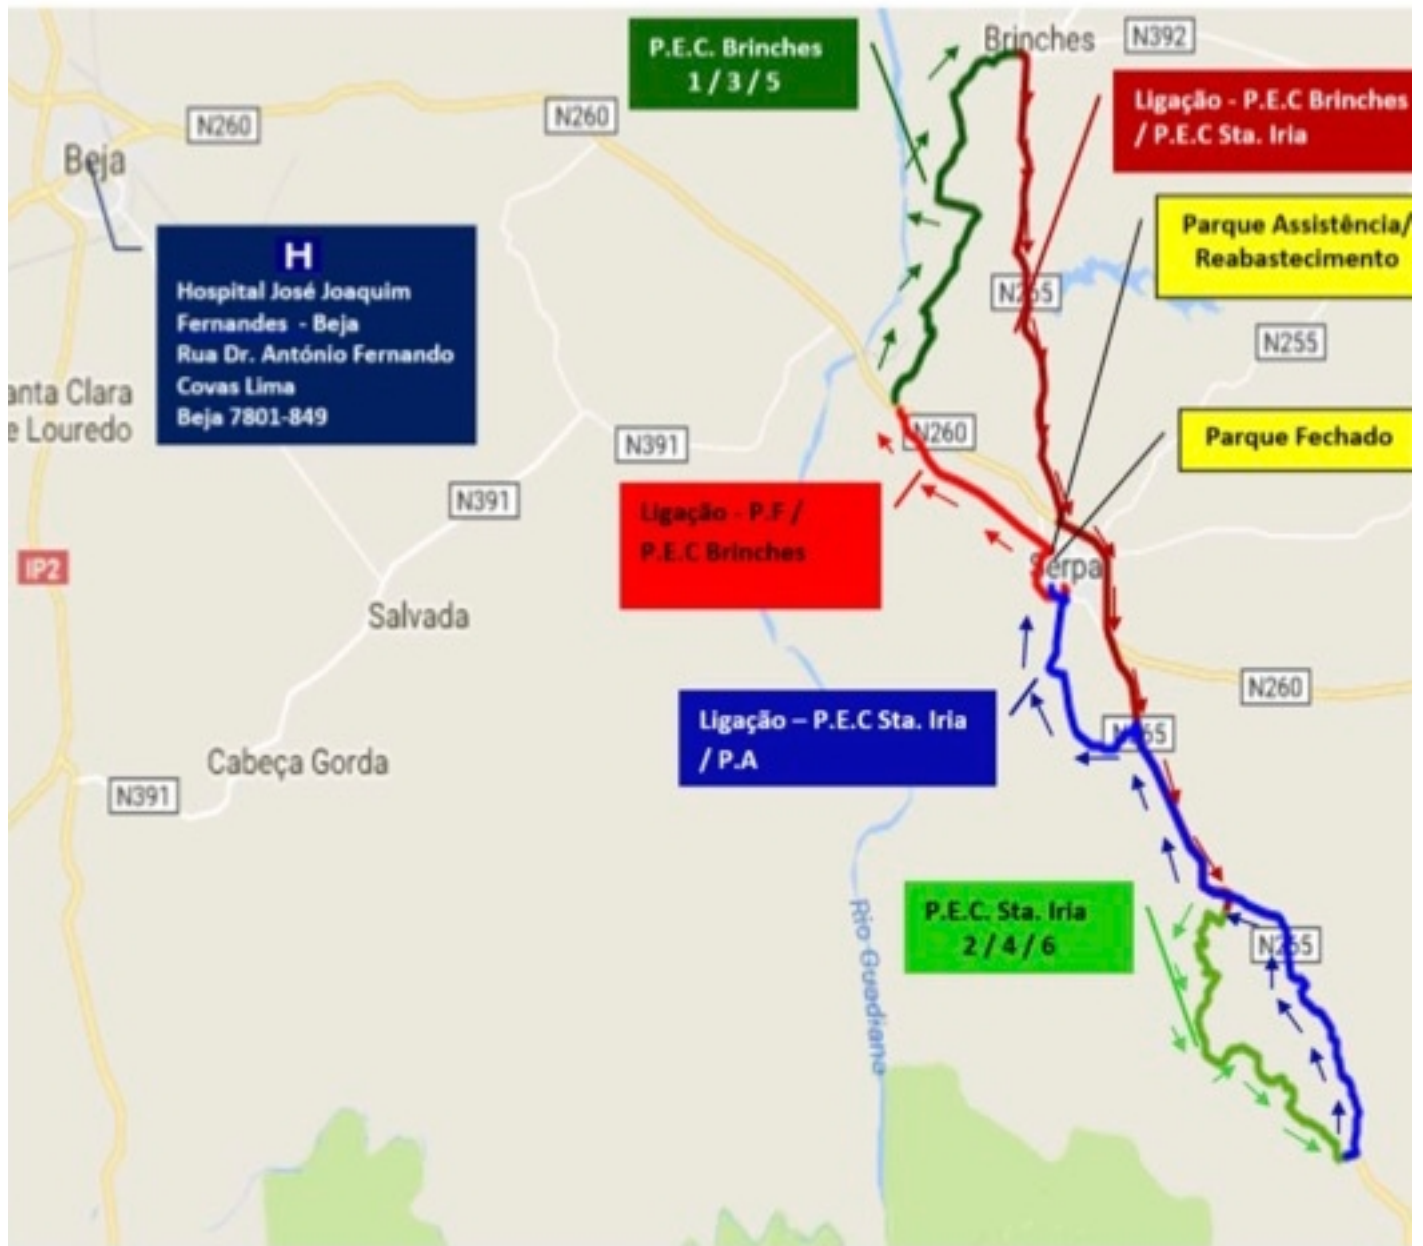 P.E.C. Brinches
1 / 3 / 5
Brinches
N392
Ligação - P.E.C Brinches
/ P.E.C Sta. Iria
N260
N260
Beja
Parque Assistência/
Reabastecimento
H
Hospital José Joaquim
Fernandes - Beja
Rua Dr. António Fernando
Covas Lima
Beja 7801-849
N265
N255
anta Clara
e Louredo
N391
N260
Parque Fechado
N391
Ligação - P.F /
P.E.C Brinches
IP2
Serpa
Salvada
N260
Ligação – P.E.C Sta. Iria
/ P.A
N265
Cabeça Gorda
N391
P.E.C. Sta. Iria
2 / 4 / 6
Rio Guadiana
N265